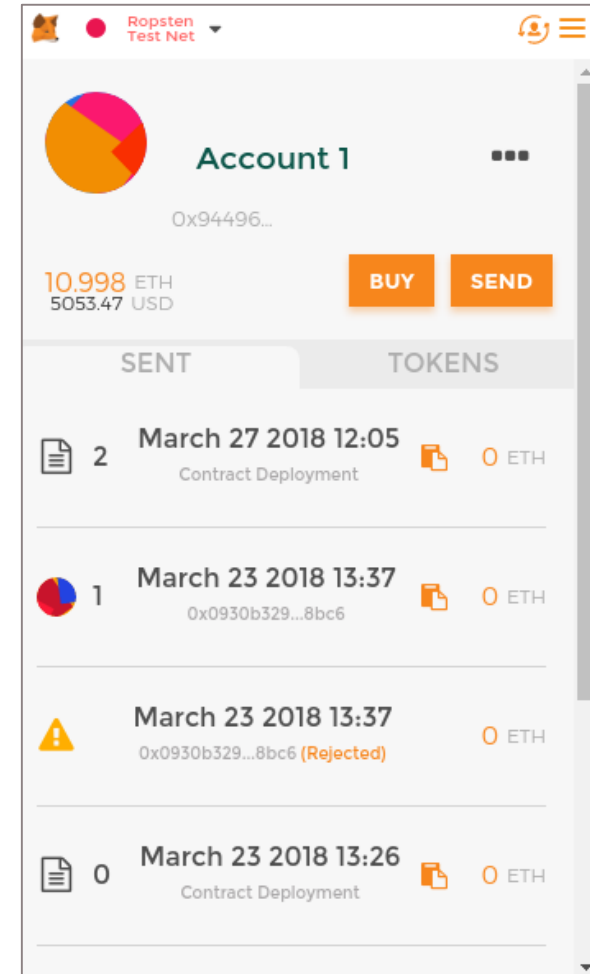 Ropsten
Test Net
Account 1
0x94496...
10.998 ETH
5053.47 USD
BUY
SEND
SENT
TOKENS
2
March 27 2018 12:05
Contract Deployment
0 ETH
1
March 23 2018 13:37
0x0930b329...8bc6
0 ETH
March 23 2018 13:37
0x0930b329...8bc6 (Rejected)
0 ETH
0
March 23 2018 13:26
Contract Deployment
0 ETH